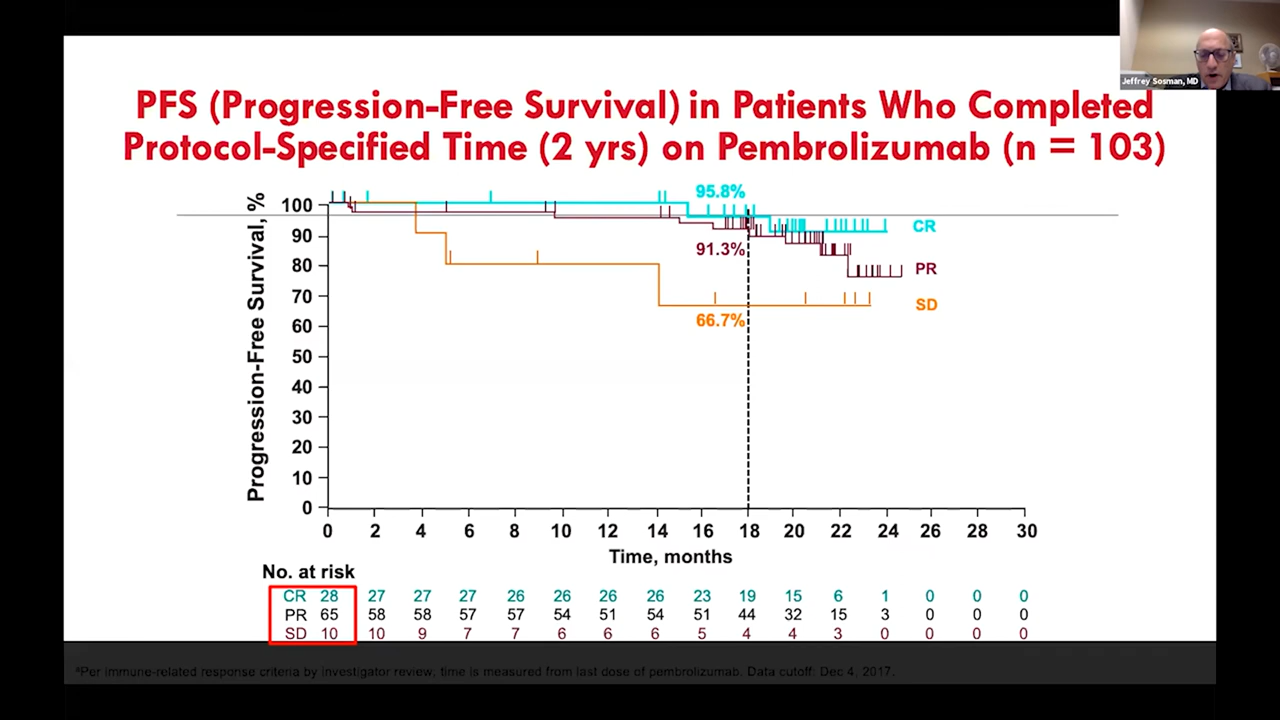 Jeffrey Sosman, MD
PFS (Progression-Free Survival) in Patients Who Completed
Protocol-Specified Time (2 yrs) on Pembrolizumab (n = 103)
Progression-Free Survival, %
100
90
80
70
60
50
40
30
20
10
0
95.8%
91.3%
66.7%
CR
PR
SD
0 2 4 6 8 10 12 14 16 18 20 22 24 26 28 30
Time, months
No. at risk
CR 28 27 27 27 26 26 26 26 23 19 15 6 1 0 0 0
PR 65 58 58 57 57 54 51 54 51 44 32 15 3 0 0 0
SD 10 10 9 7 7 6 6 6 5 4 4 3 0 0 0 0
ᵃPer immune-related response criteria by investigator review, time is measured from last dose of pembrolizumab. Data cutoff: Dec 4, 2017.